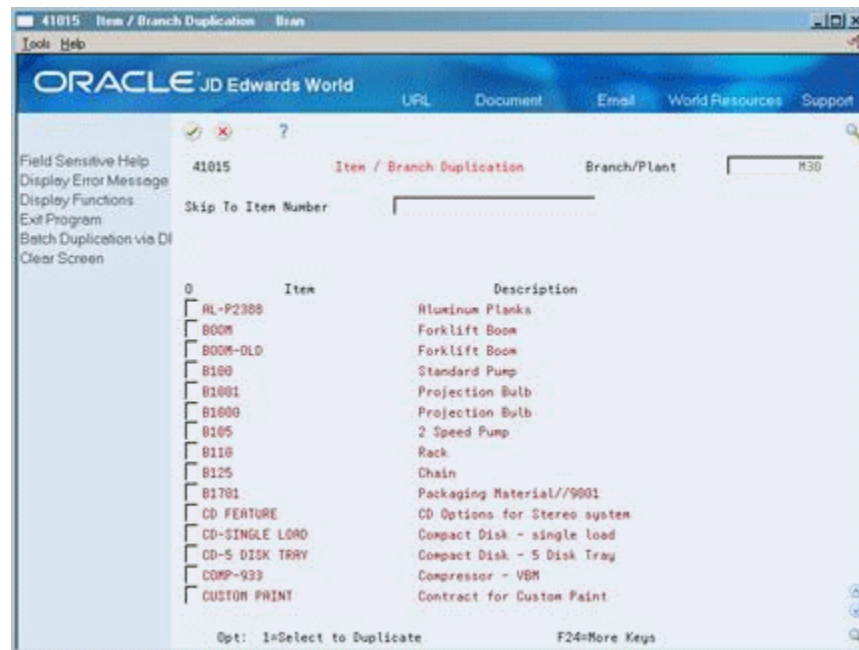 41015 Item / Branch Duplication Bran
Tools Help
ORACLE JD Edwards World
URL Document Email World Resources Support
?
Field Sensitive Help
Display Error Message
Display Functions
Exit Program
Batch Duplication via D
Clear Screen
41015 Item / Branch Duplication Branch/Plant M30
Skip To Item Number
O Item Description
AL-P2308 Aluminum Planks
BOOM Forklift Boom
BOOM-OLD Forklift Boom
B100 Standard Pump
B1001 Projection Bulb
B1000 Projection Bulb
B105 2 Speed Pump
B110 Rack
B125 Chain
B1701 Packaging Material//9001
CD FEATURE CD Options for Stereo system
CD-SINGLE LOAD Compact Disk - single load
CD-5 DISK TRAY Compact Disk - 5 Disk Tray
COMP-933 Compressor - VBM
CUSTOM PAINT Contract for Custom Paint
Opt: 1=Select to Duplicate F24=More Keys